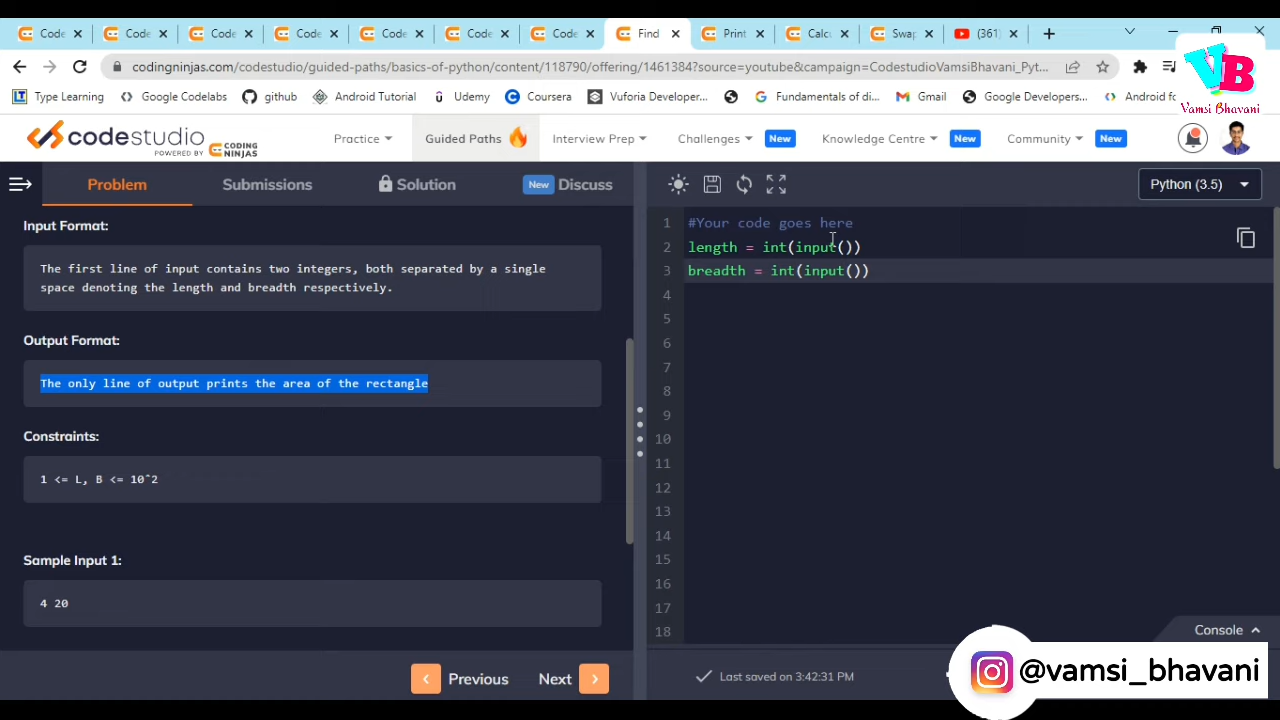 Code
Code
Code
Code
Code
Code
Code
Find
Print
Calcu
Swap
(361)
codingninjas.com/codestudio/guided-paths/basics-of-python/content/118790/offering/1461384?source=youtube&campaign=CodestudioVamsiBhavani_Pyt...
VB
Vamsi Bhavani
LT Type Learning
Google Codelabs
github
Android Tutorial
Udemy
Coursera
Vuforia Developer...
Fundamentals of di...
Gmail
Google Developers...
Android fo
codestudio
POWERED BY CODING NINJAS
Practice
Guided Paths
Interview Prep
Challenges New
Knowledge Centre New
Community New
Problem
Submissions
Solution
New Discuss
Python (3.5)
Input Format:
The first line of input contains two integers, both separated by a single
space denoting the length and breadth respectively.
Output Format:
The only line of output prints the area of the rectangle
Constraints:
1 <= L, B <= 10^2
Sample Input 1:
4 20
Previous
Next
1 #Your code goes here
2 length = int(input())
3 breadth = int(input())
4
5
6
7
8
9
10
11
12
13
14
15
16
17
18
Console
Last saved on 3:42:31 PM
@vamsi_bhavani